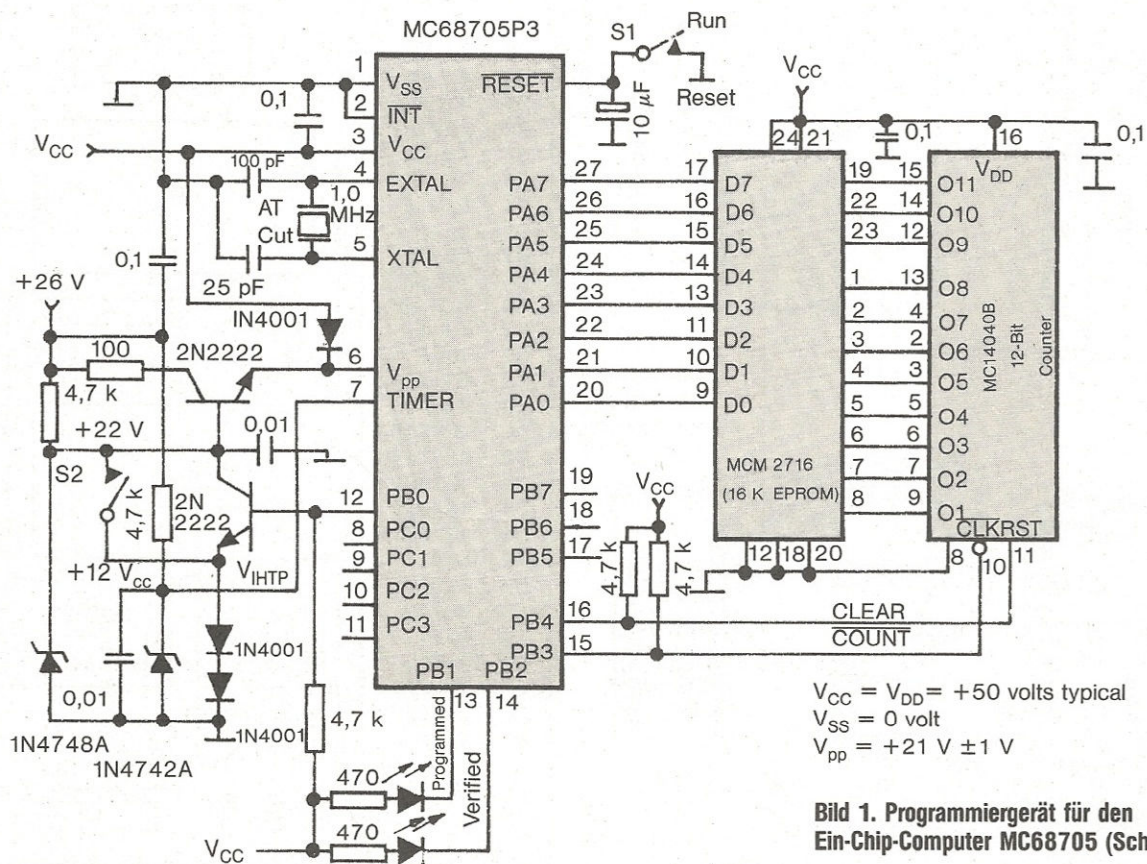 MC68705P3
1
VSS
RESET
S1
Run
Reset
10 µF
2
INT
0,1
VCC
3
VCC
100 pF
4
EXTAL
AT
Cut
1,0
MHz
5
XTAL
25 pF
0,1
+26 V
IN4001
100
2N2222
6
Vpp
7
TIMER
4,7 k
+22 V
0,01
S2
4,7 k
2N
2222
12
PB0
8
PC0
9
PC1
10
PC2
11
PC3
+12 Vcc
VIHTP
1N4001
0,01
1N4001
1N4748A
1N4742A
4,7 k
PB1
PB2
13
14
Programmed
Verified
470
470
VCC
PA7
27
17
D7
PA6
26
16
D6
PA5
25
15
D5
PA4
24
14
D4
PA3
23
13
D3
PA2
22
11
D2
PA1
21
10
D1
PA0
20
9
D0
PB7
19
PB6
18
PB5
17
PB4
16
PB3
15
VCC
4,7 k
4,7 k
CLEAR
COUNT
VCC
24
21
0,1
16
0,1
VDD
MCM 2716
(16 K EPROM)
12
18
20
19
15
O11
22
14
O10
23
12
O9
1
13
O8
2
4
O7
3
2
O6
4
3
O5
5
5
O4
6
6
O3
7
7
O2
8
9
O1
MC14040B
12-Bit
Counter
CLKRST
8
10
11
VCC = VDD = +50 volts typical
VSS = 0 volt
Vpp = +21 V ±1 V
Bild 1. Programmiergerät für den
Ein-Chip-Computer MC68705 (Sch